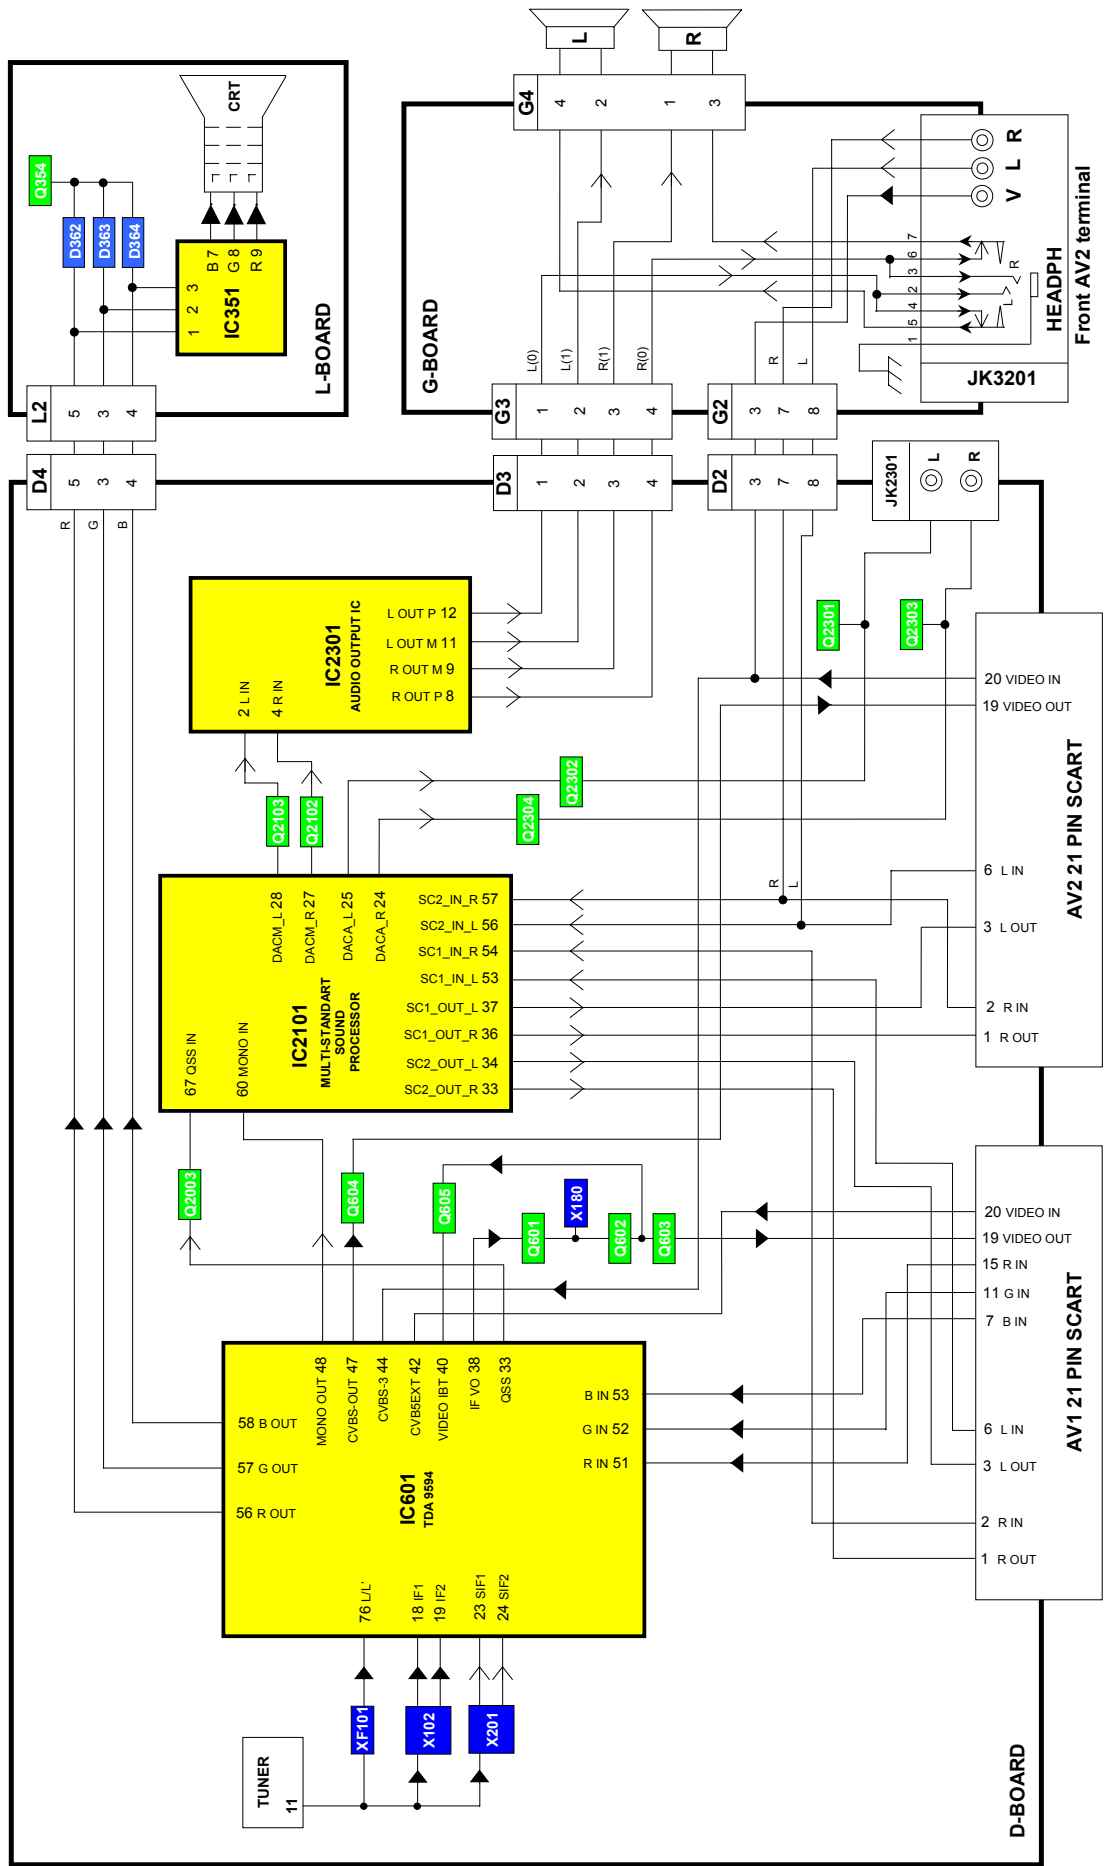 L
R
G4
4
2
1
3
CRT
Q354
D362
D363
D364
B 7
G 8
R 9
IC351
1
2
3
L-BOARD
L2
5
3
4
D4
5
3
4
R
G
B
G-BOARD
R
L
V
7
6
3
2
4
5
1
R
L
HEADPH
Front AV2 terminal
JK3201
L(0)
L(1)
R(1)
R(0)
R
L
G3
1
2
3
4
G2
3
7
8
D3
1
2
3
4
D2
3
7
8
JK2301
L
R
IC2301
AUDIO OUTPUT IC
2 L IN
4 R IN
L OUT P 12
L OUT M 11
R OUT M 9
R OUT P 8
Q2301
Q2303
Q2103
Q2102
Q2302
Q2304
IC2101
MULTI-STANDART
SOUND
PROCESSOR
67 QSS IN
60 MONO IN
DACM_L 28
DACM_R 27
DACA_L 25
DACA_R 24
SC2_IN_R 57
SC2_IN_L 56
SC1_IN_R 54
SC1_IN_L 53
SC1_OUT_L 37
SC1_OUT_R 36
SC2_OUT_L 34
SC2_OUT_R 33
R
L
AV2 21 PIN SCART
20 VIDEO IN
19 VIDEO OUT
6 L IN
3 L OUT
2 R IN
1 R OUT
Q2003
Q604
Q605
Q601
X180
Q602
Q603
IC601
TDA 9594
58 B OUT
57 G OUT
56 R OUT
MONO OUT 48
CVBS-OUT 47
CVBS-3 44
CVB5EXT 42
VIDEO IBT 40
IF VO 38
QSS 33
B IN 53
G IN 52
R IN 51
76 L/L'
18 IF1
19 IF2
23 SIF1
24 SIF2
AV1 21 PIN SCART
20 VIDEO IN
19 VIDEO OUT
15 R IN
11 G IN
7 B IN
6 L IN
3 L OUT
2 R IN
1 R OUT
XF101
X102
X201
TUNER
11
D-BOARD